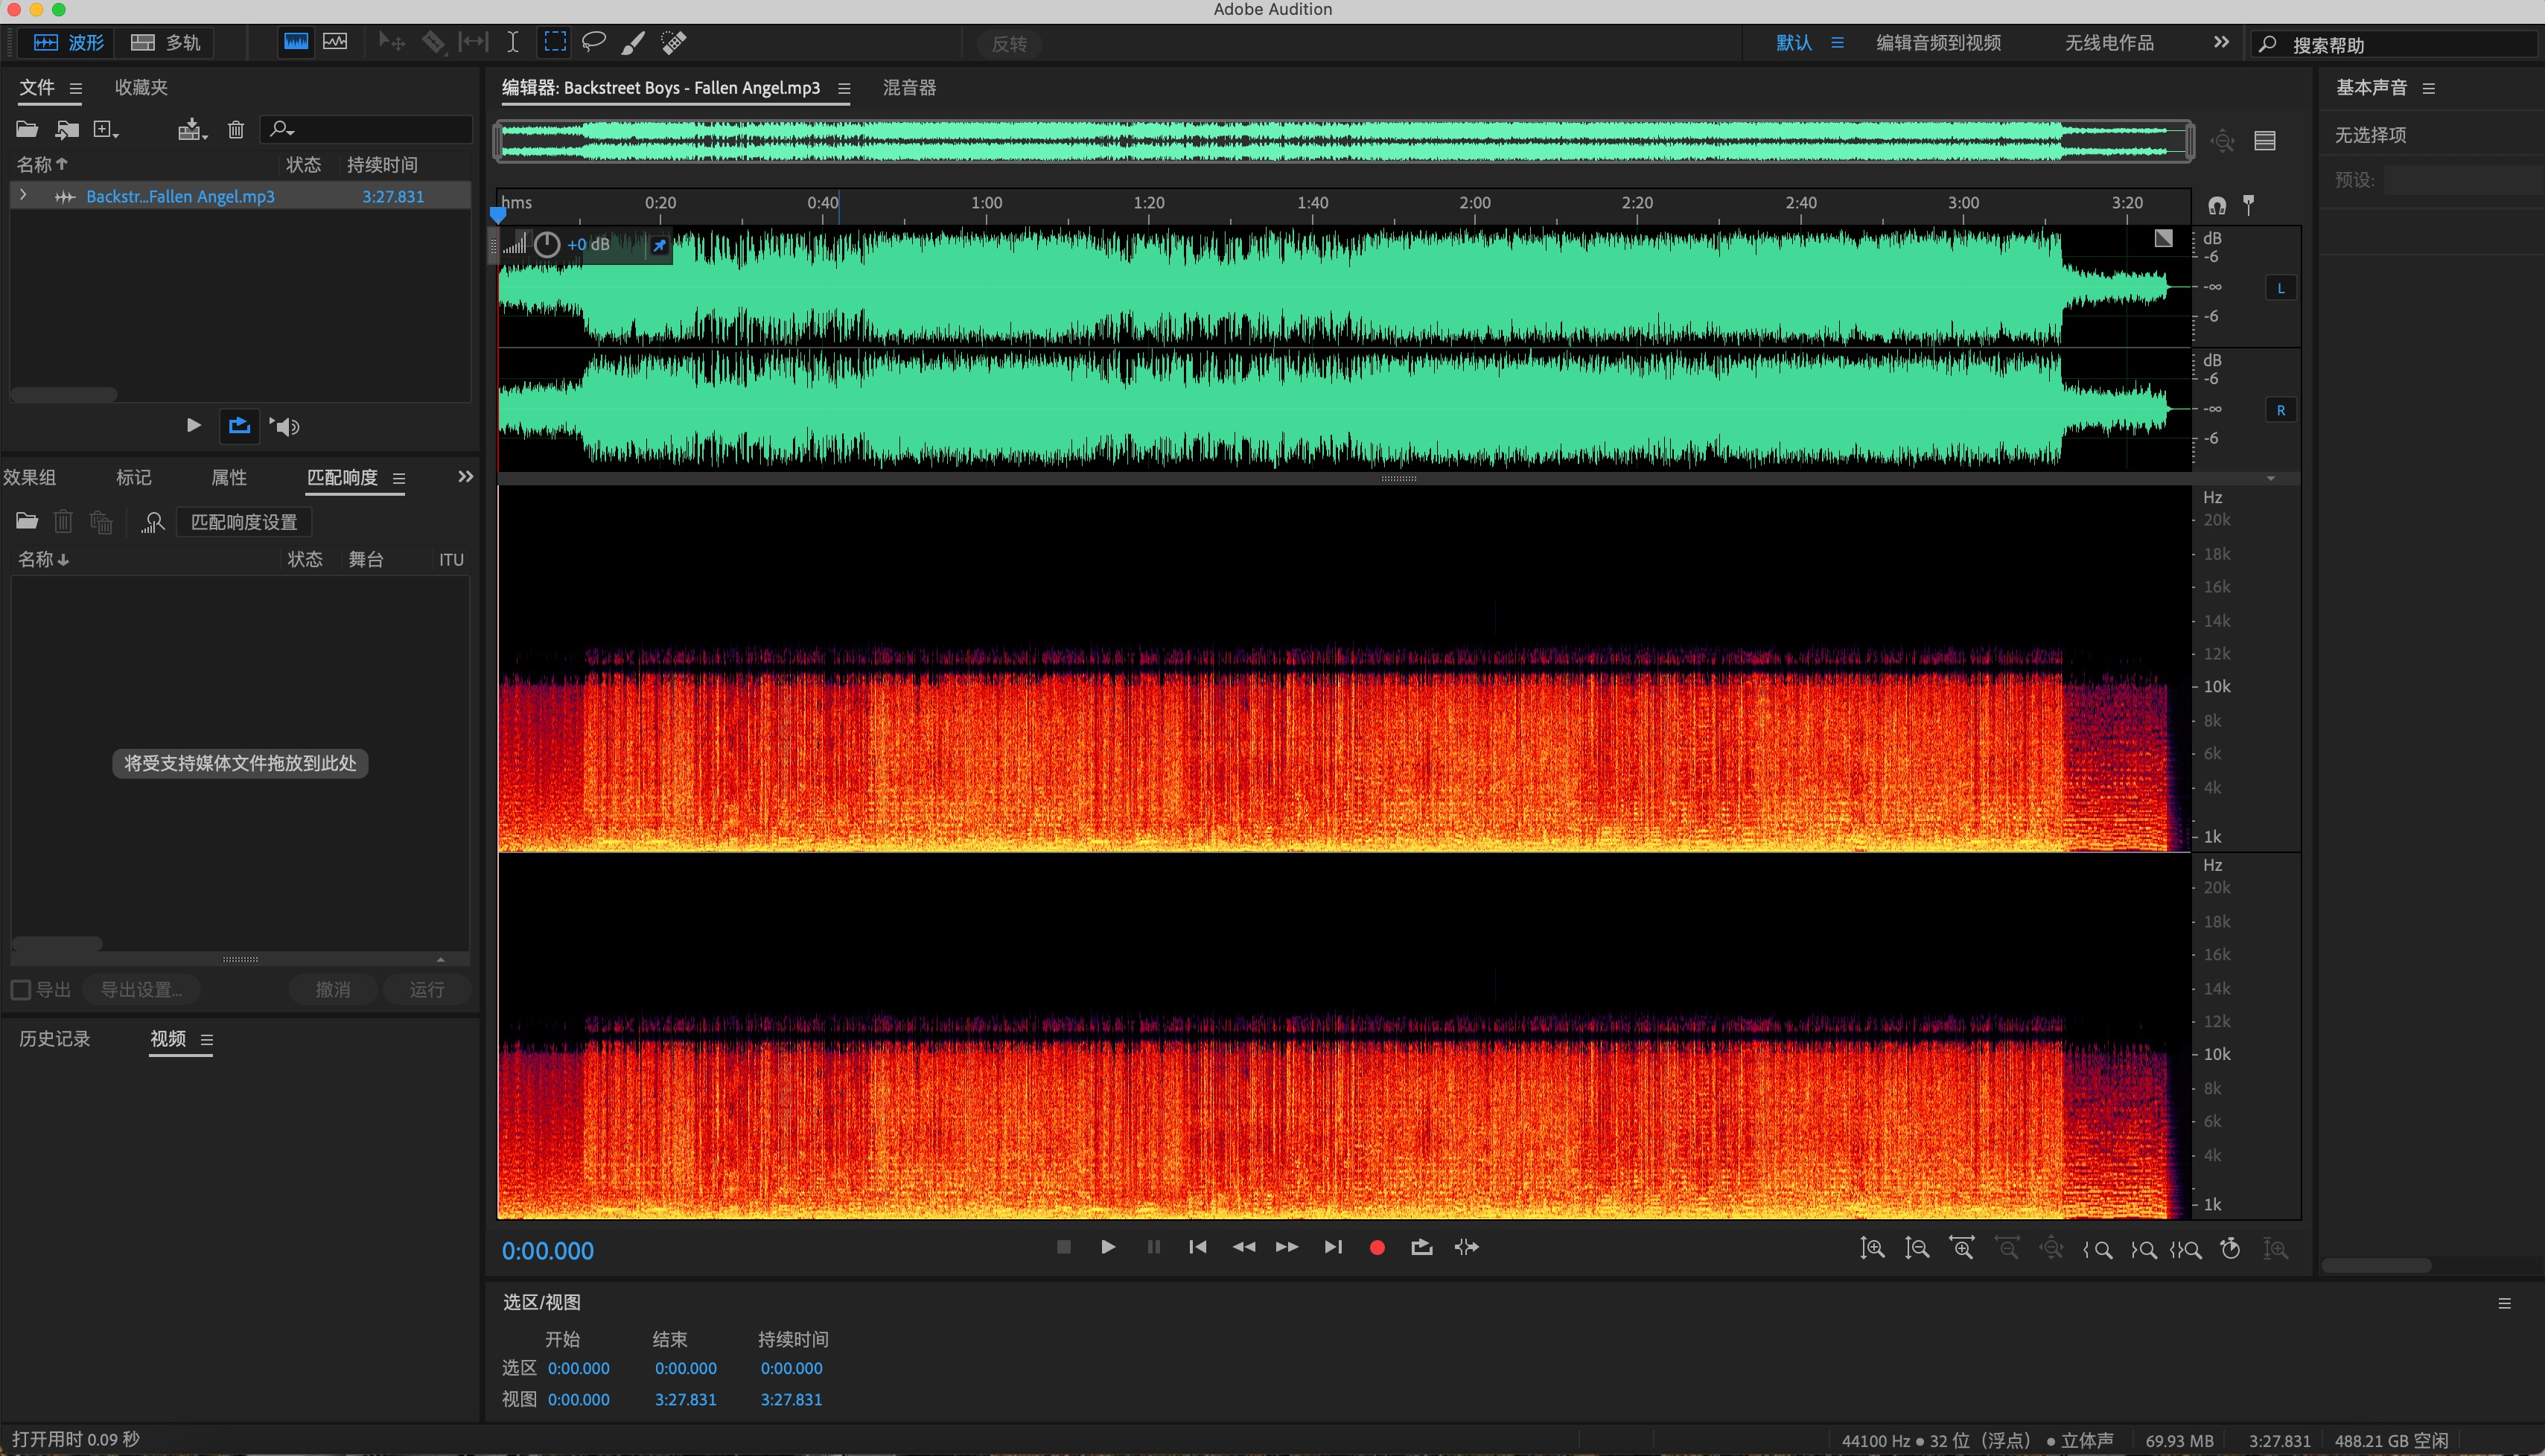 Adobe Audition
波形 多轨 反转 默认 编辑音频到视频 无线电作品 搜索帮助
文件 收藏夹
名称 状态 持续时间
Backstr...Fallen Angel.mp3 3:27.831
效果组 标记 属性 匹配响度
匹配响度设置
名称 状态 舞台 ITU
将受支持媒体文件拖放到此处
导出 导出设置... 撤消 运行
历史记录 视频
编辑器: Backstreet Boys - Fallen Angel.mp3 混音器
hms 0:20 0:40 1:00 1:20 1:40 2:00 2:20 2:40 3:00 3:20
+0 dB
dB
-6
-∞
-6
L
dB
-6
-∞
-6
R
Hz
20k
18k
16k
14k
12k
10k
8k
6k
4k
1k
Hz
20k
18k
16k
14k
12k
10k
8k
6k
4k
1k
0:00.000
选区/视图
开始 结束 持续时间
选区 0:00.000 0:00.000 0:00.000
视图 0:00.000 3:27.831 3:27.831
基本声音
无选择项
预设:
打开用时 0.09 秒
44100 Hz ● 32 位（浮点） ● 立体声 69.93 MB 3:27.831 488.21 GB 空闲